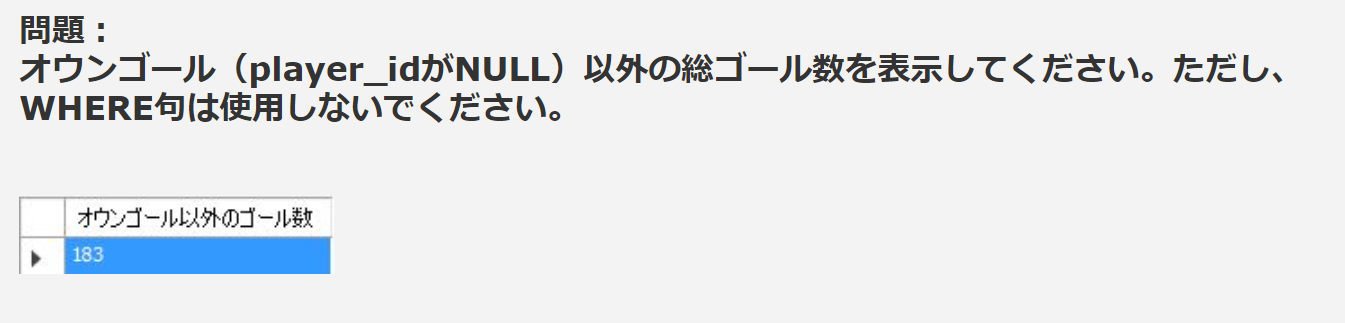 問題：
オウンゴール（player_idがNULL）以外の総ゴール数を表示してください。ただし、
WHERE句は使用しないでください。
オウンゴール以外のゴール数
183